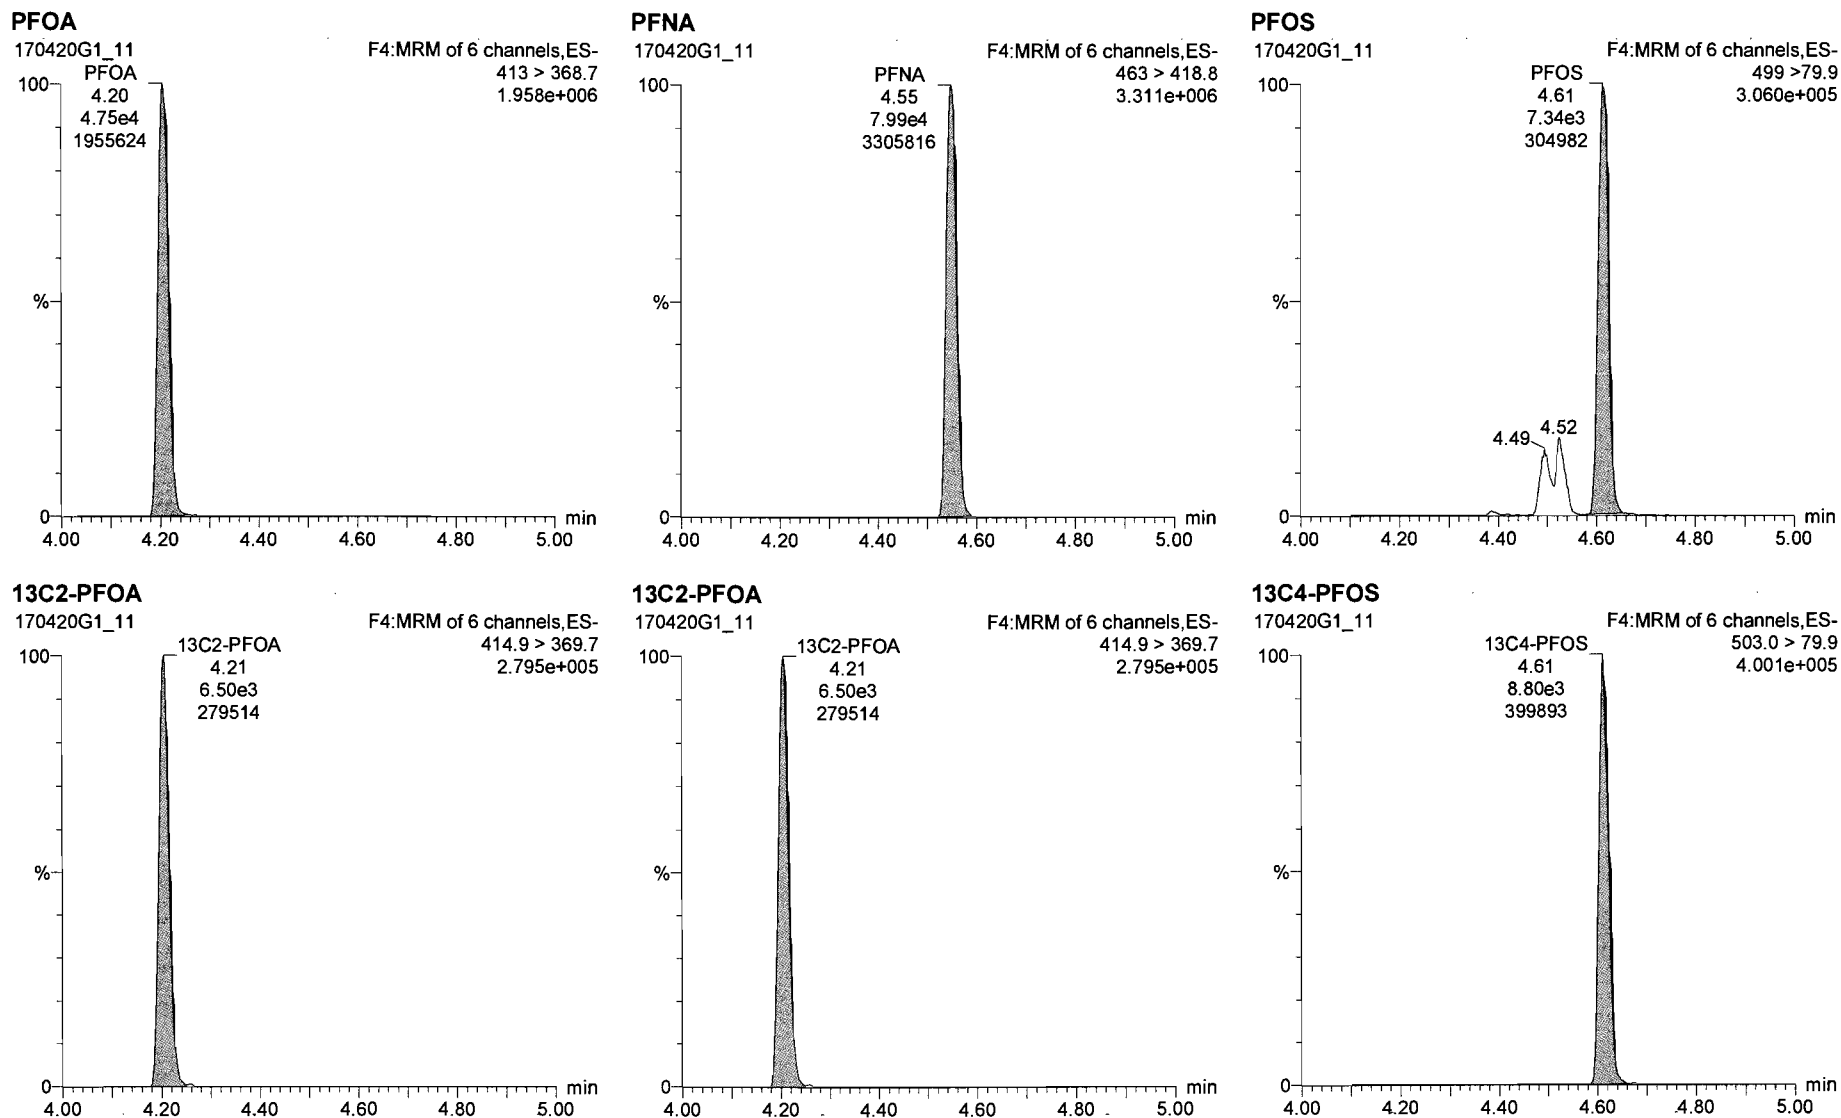 PFOA
170420G1_11
F4:MRM of 6 channels,ES-
413 > 368.7
1.958e+006
PFOA
4.20
4.75e4
1955624
100
%
0
min
4.00 4.20 4.40 4.60 4.80 5.00
PFNA
170420G1_11
F4:MRM of 6 channels,ES-
463 > 418.8
3.311e+006
PFNA
4.55
7.99e4
3305816
100
%
0
min
4.00 4.20 4.40 4.60 4.80 5.00
PFOS
170420G1_11
F4:MRM of 6 channels,ES-
499 >79.9
3.060e+005
PFOS
4.61
7.34e3
304982
100
%
4.49 4.52
0
min
4.00 4.20 4.40 4.60 4.80 5.00
13C2-PFOA
170420G1_11
F4:MRM of 6 channels,ES-
414.9 > 369.7
2.795e+005
13C2-PFOA
4.21
6.50e3
279514
100
%
0
min
4.00 4.20 4.40 4.60 4.80 5.00
13C2-PFOA
170420G1_11
F4:MRM of 6 channels,ES-
414.9 > 369.7
2.795e+005
13C2-PFOA
4.21
6.50e3
279514
100
%
0
min
4.00 4.20 4.40 4.60 4.80 5.00
13C4-PFOS
170420G1_11
F4:MRM of 6 channels,ES-
503.0 > 79.9
4.001e+005
13C4-PFOS
4.61
8.80e3
399893
100
%
0
min
4.00 4.20 4.40 4.60 4.80 5.00